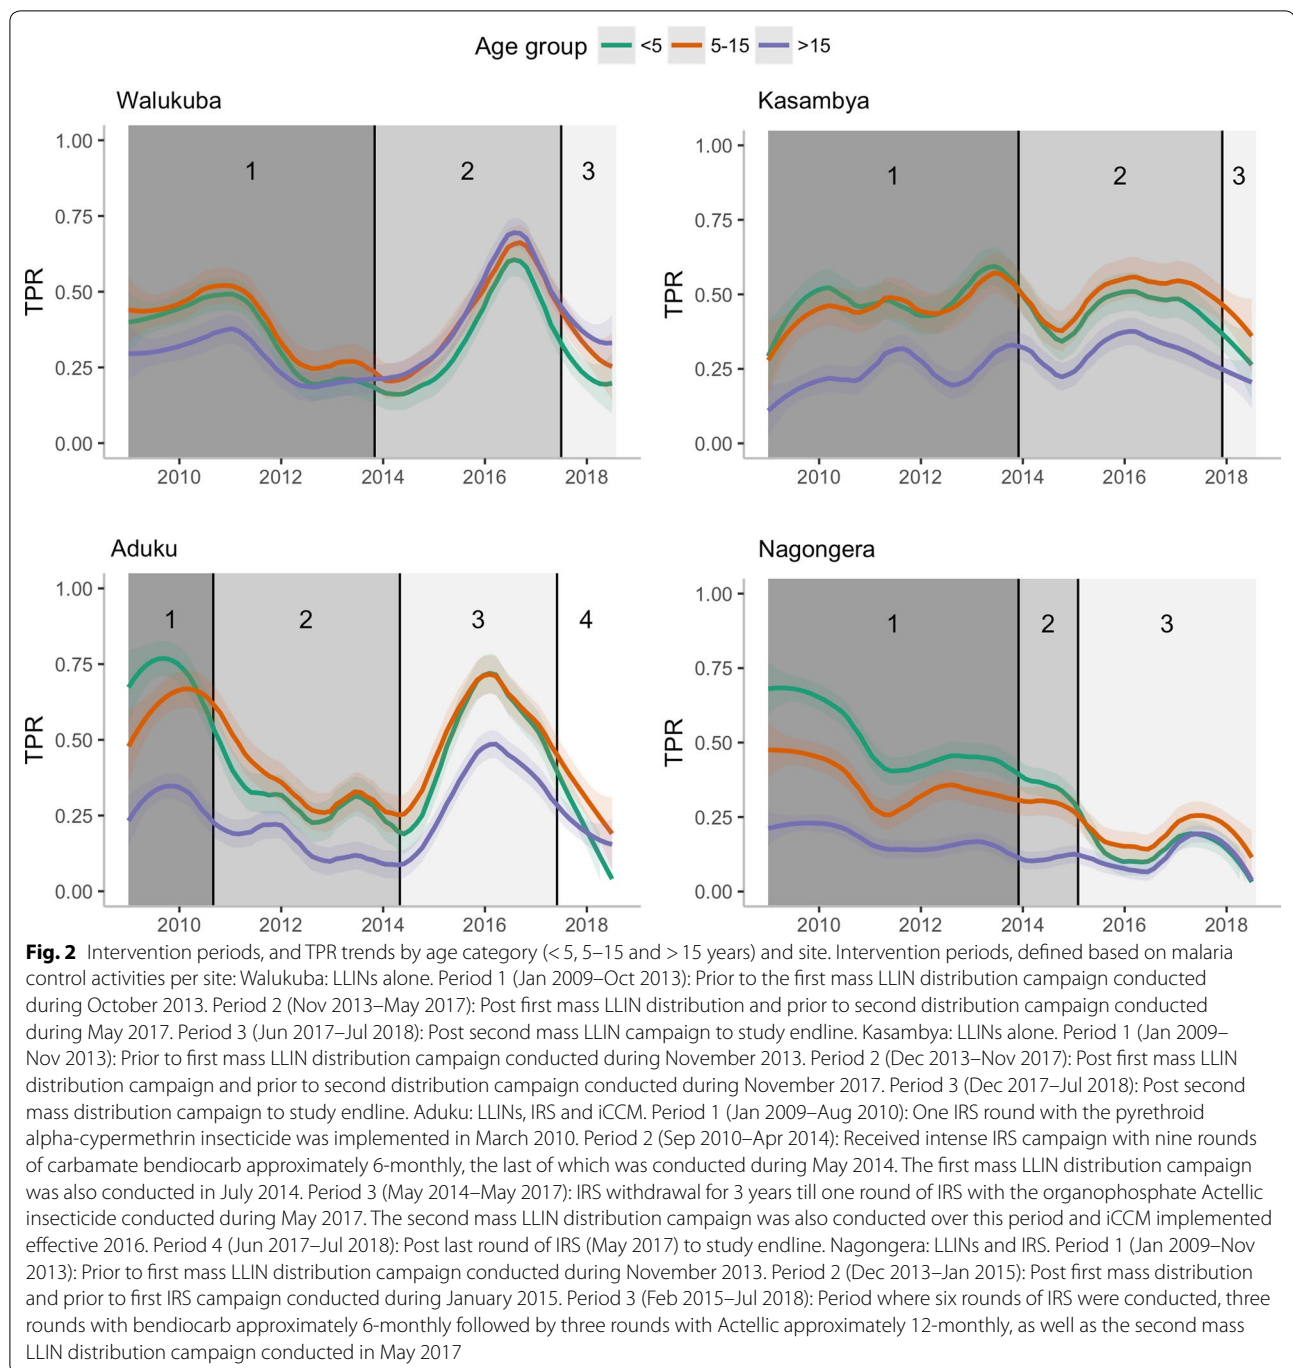 Age group <5 5-15 >15
Walukuba
Kasambya
1.00
0.75
0.50
0.25
0.00
TPR
1 2 3
2010 2012 2014 2016 2018
1.00
0.75
0.50
0.25
0.00
TPR
1 2 3
2010 2012 2014 2016 2018
Aduku
Nagongera
1.00
0.75
0.50
0.25
0.00
TPR
1 2 3 4
2010 2012 2014 2016 2018
1.00
0.75
0.50
0.25
0.00
TPR
1 2 3
2010 2012 2014 2016 2018
Fig. 2 Intervention periods, and TPR trends by age category (< 5, 5–15 and > 15 years) and site. Intervention periods, defined based on malaria
control activities per site: Walukuba: LLINs alone. Period 1 (Jan 2009–Oct 2013): Prior to the first mass LLIN distribution campaign conducted
during October 2013. Period 2 (Nov 2013–May 2017): Post first mass LLIN distribution and prior to second distribution campaign conducted
during May 2017. Period 3 (Jun 2017–Jul 2018): Post second mass LLIN campaign to study endline. Kasambya: LLINs alone. Period 1 (Jan 2009–
Nov 2013): Prior to first mass LLIN distribution campaign conducted during November 2013. Period 2 (Dec 2013–Nov 2017): Post first mass LLIN
distribution campaign and prior to second distribution campaign conducted during November 2017. Period 3 (Dec 2017–Jul 2018): Post second
mass distribution campaign to study endline. Aduku: LLINs, IRS and iCCM. Period 1 (Jan 2009–Aug 2010): One IRS round with the pyrethroid
alpha-cypermethrin insecticide was implemented in March 2010. Period 2 (Sep 2010–Apr 2014): Received intense IRS campaign with nine rounds
of carbamate bendiocarb approximately 6-monthly, the last of which was conducted during May 2014. The first mass LLIN distribution campaign
was also conducted in July 2014. Period 3 (May 2014–May 2017): IRS withdrawal for 3 years till one round of IRS with the organophosphate Actellic
insecticide conducted during May 2017. The second mass LLIN distribution campaign was also conducted over this period and iCCM implemented
effective 2016. Period 4 (Jun 2017–Jul 2018): Post last round of IRS (May 2017) to study endline. Nagongera: LLINs and IRS. Period 1 (Jan 2009–Nov
2013): Prior to first mass LLIN distribution campaign conducted during November 2013. Period 2 (Dec 2013–Jan 2015): Post first mass distribution
and prior to first IRS campaign conducted during January 2015. Period 3 (Feb 2015–Jul 2018): Period where six rounds of IRS were conducted, three
rounds with bendiocarb approximately 6-monthly followed by three rounds with Actellic approximately 12-monthly, as well as the second mass
LLIN distribution campaign conducted in May 2017